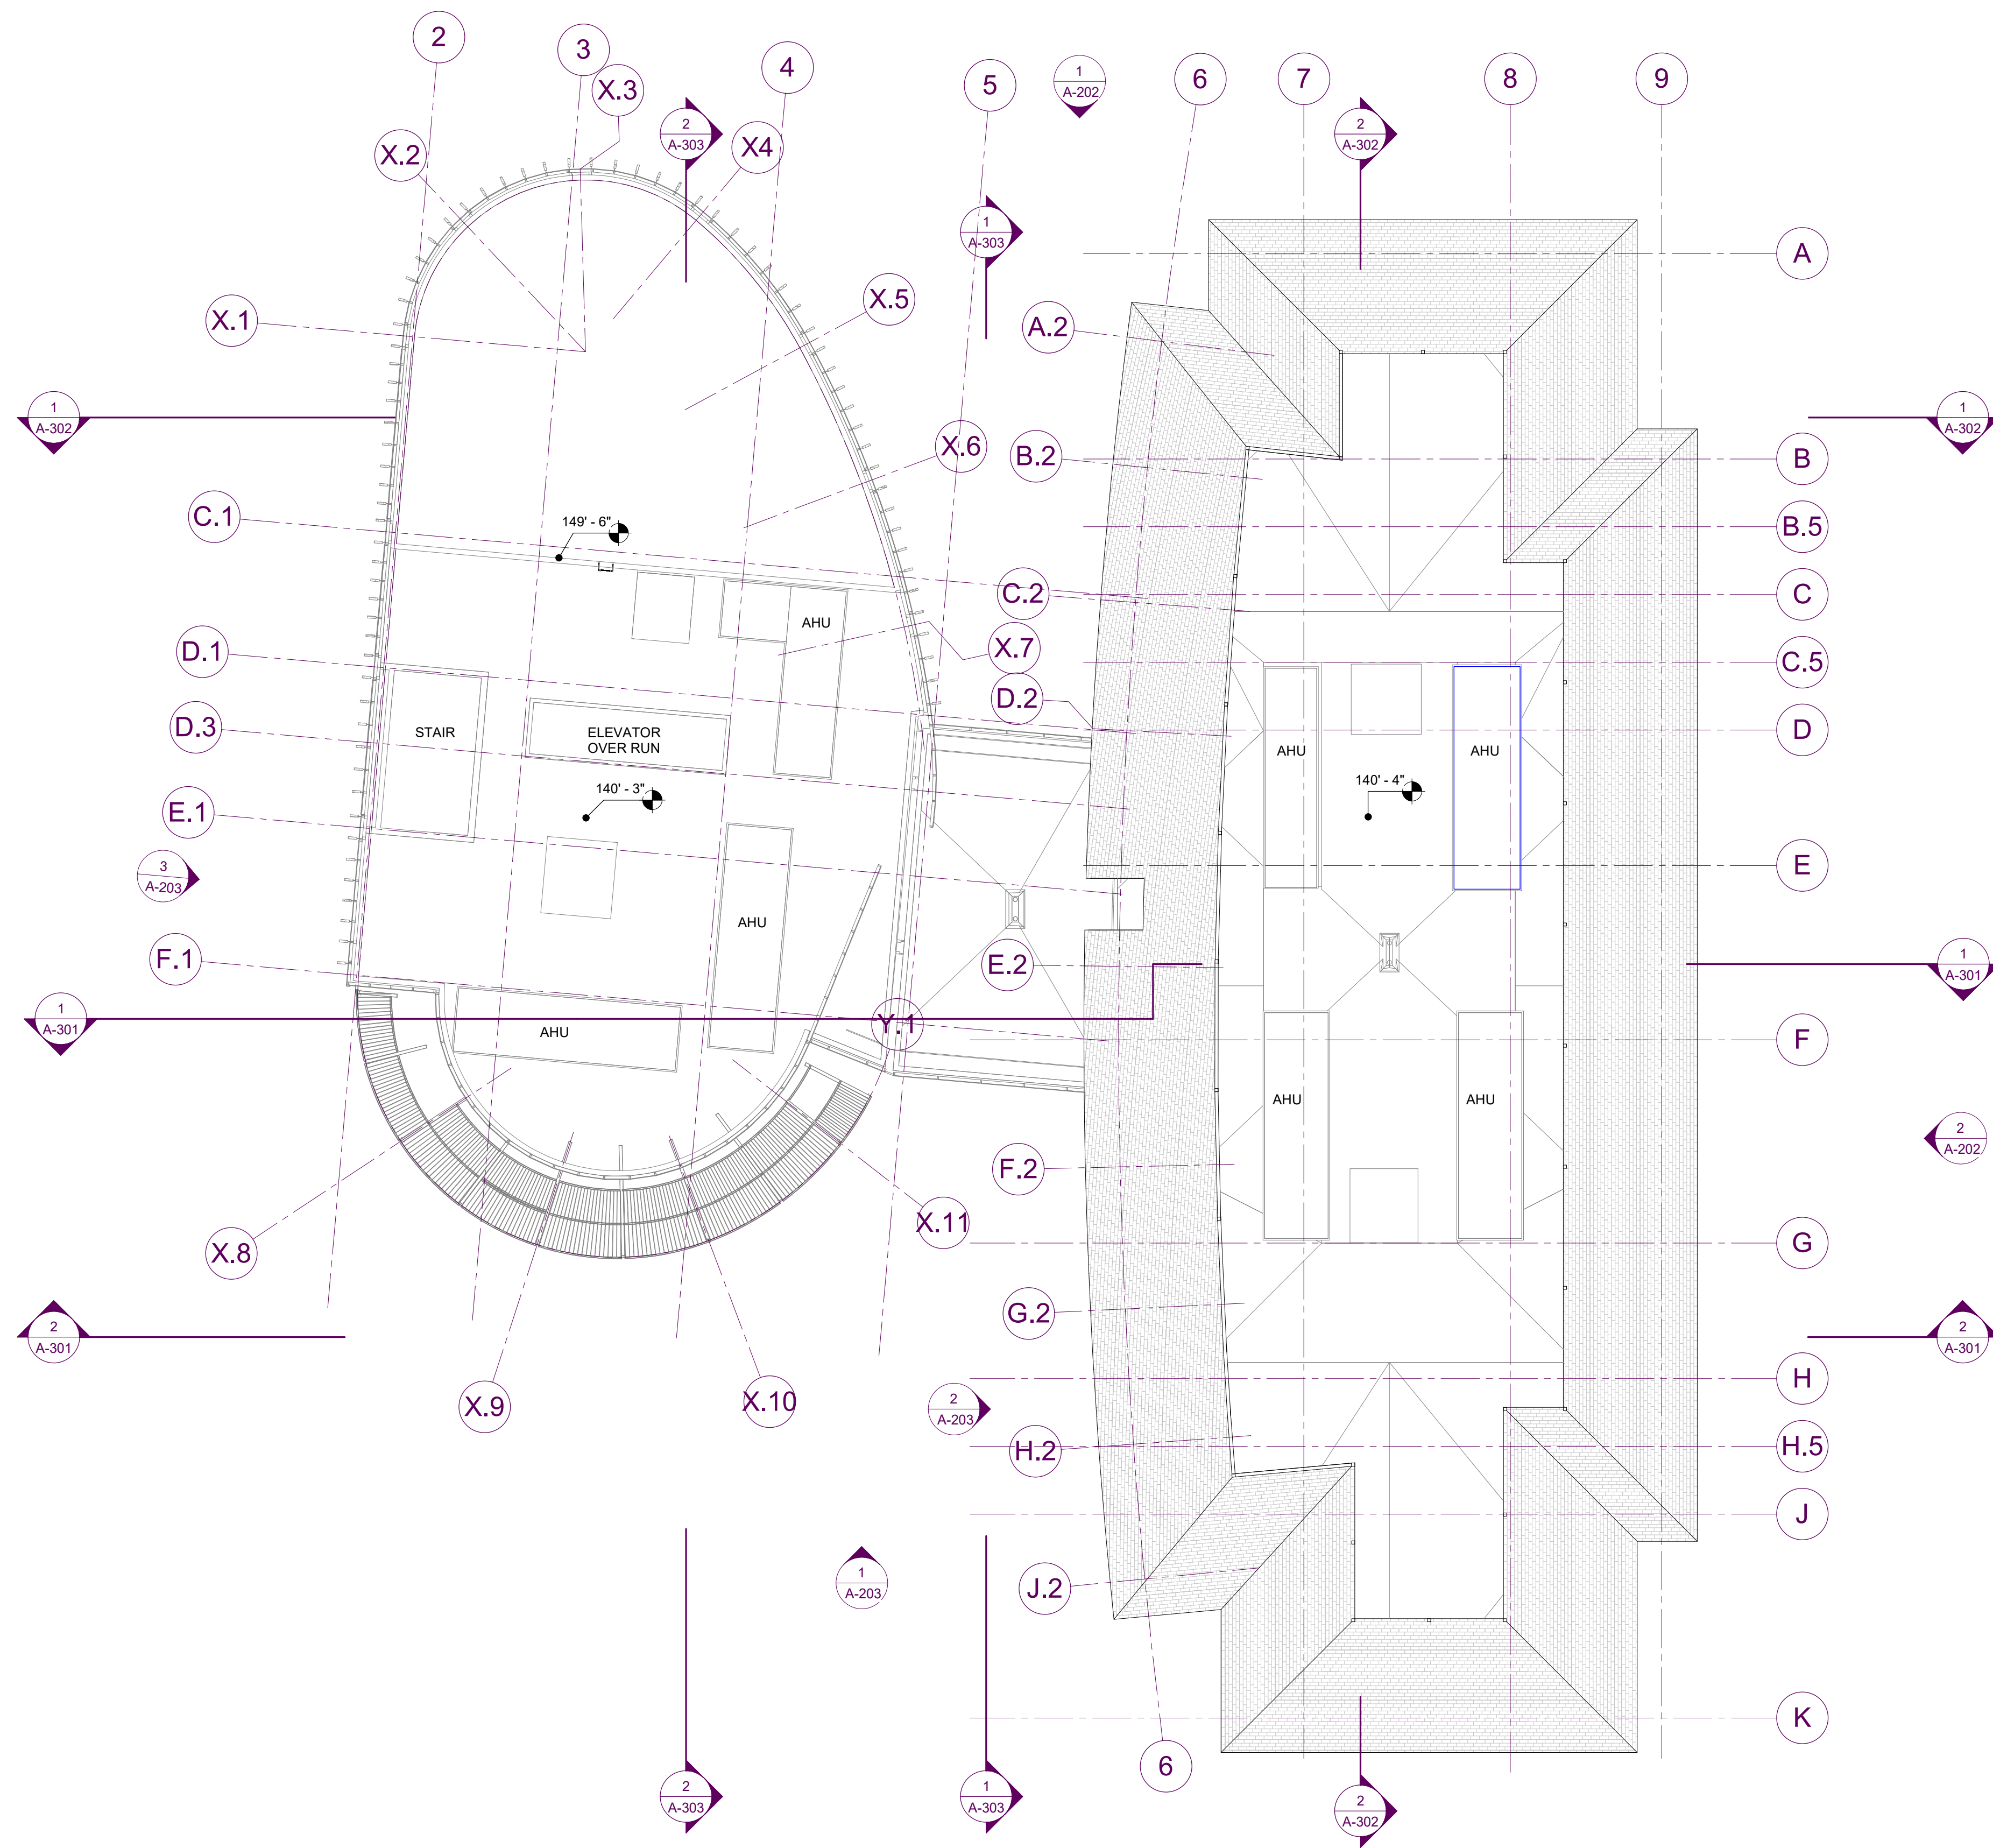 2
3
4
5
6
7
8
9
X.3
X.2
X4
2
A-303
1
A-202
2
A-302
1
A-303
A
X.1
X.5
A.2
1
A-302
X.6
B.2
B
1
A-302
C.1
149' - 6"
B.5
C.2
C
AHU
D.1
X.7
C.5
D.2
D.3
STAIR
ELEVATOR
OVER RUN
D
AHU
AHU
140' - 3"
140' - 4"
E.1
3
A-203
E
AHU
F.1
E.2
1
A-301
1
A-301
Y.1
AHU
F
AHU
AHU
2
A-202
F.2
X.8
X.11
G
G.2
2
A-301
2
A-301
H
X.9
X.10
2
A-203
H.2
H.5
J
1
A-203
J.2
K
6
2
A-303
1
A-303
2
A-302